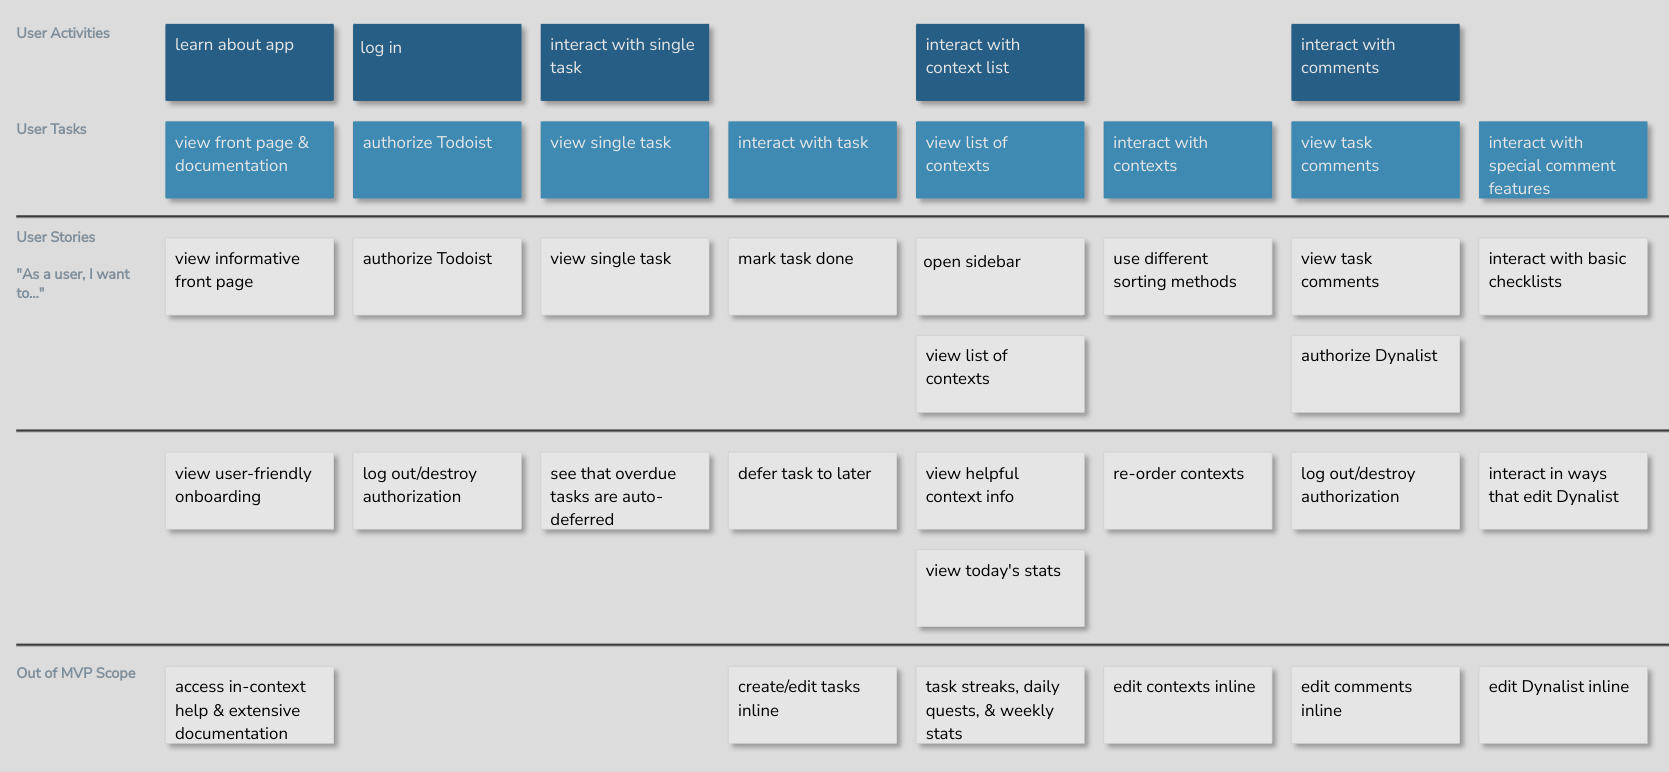 User Activities
learn about app
log in
interact with single
task
interact with
context list
interact with
comments
User Tasks
view front page &
documentation
authorize Todoist
view single task
interact with task
view list of
contexts
interact with
contexts
view task
comments
interact with
special comment
features
User Stories
"As a user, I want
to..."
view informative
front page
authorize Todoist
view single task
mark task done
open sidebar
use different
sorting methods
view task
comments
interact with basic
checklists
view list of
contexts
authorize Dynalist
view user-friendly
onboarding
log out/destroy
authorization
see that overdue
tasks are auto-
deferred
defer task to later
view helpful
context info
re-order contexts
log out/destroy
authorization
interact in ways
that edit Dynalist
view today's stats
Out of MVP Scope
access in-context
help & extensive
documentation
create/edit tasks
inline
task streaks, daily
quests, & weekly
stats
edit contexts inline
edit comments
inline
edit Dynalist inline